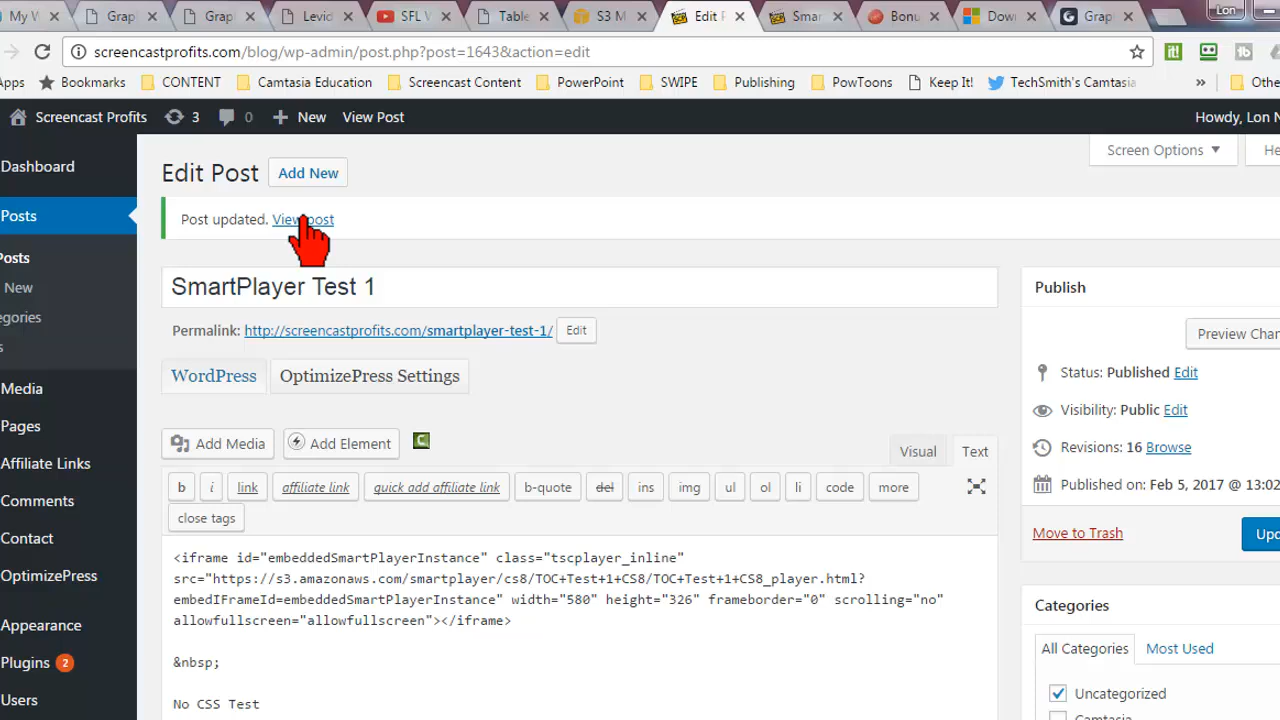 My W
Grap
Grap
Levid
SFL W
Table
S3 M
Edit P
Smar
Bonu
Dow
Grap
Lon
screencastprofits.com/blog/wp-admin/post.php?post=1643&action=edit
Apps
Bookmarks
CONTENT
Camtasia Education
Screencast Content
PowerPoint
SWIPE
Publishing
PowToons
Keep It!
TechSmith's Camtasia
»
Othe
Screencast Profits
3
0
New
View Post
Howdy, Lon N
Dashboard
Posts
Posts
New
egories
s
Media
Pages
Affiliate Links
Comments
Contact
OptimizePress
Appearance
Plugins 2
Users
Screen Options
He
Edit Post
Add New
Post updated. View post
SmartPlayer Test 1
Permalink: http://screencastprofits.com/smartplayer-test-1/ Edit
WordPress
OptimizePress Settings
Add Media
Add Element
C
Visual
Text
b
i
link
affiliate link
quick add affiliate link
b-quote
del
ins
img
ul
ol
li
code
more
close tags
<iframe id="embeddedSmartPlayerInstance" class="tscplayer_inline"
src="https://s3.amazonaws.com/smartplayer/cs8/TOC+Test+1+CS8/TOC+Test+1+CS8_player.html?
embedIFrameId=embeddedSmartPlayerInstance" width="580" height="326" frameborder="0" scrolling="no"
allowfullscreen="allowfullscreen"></iframe>
&nbsp;
No CSS Test
Publish
Preview Chan
Status: Published Edit
Visibility: Public Edit
Revisions: 16 Browse
Published on: Feb 5, 2017 @ 13:02
Move to Trash
Upd
Categories
All Categories
Most Used
Uncategorized